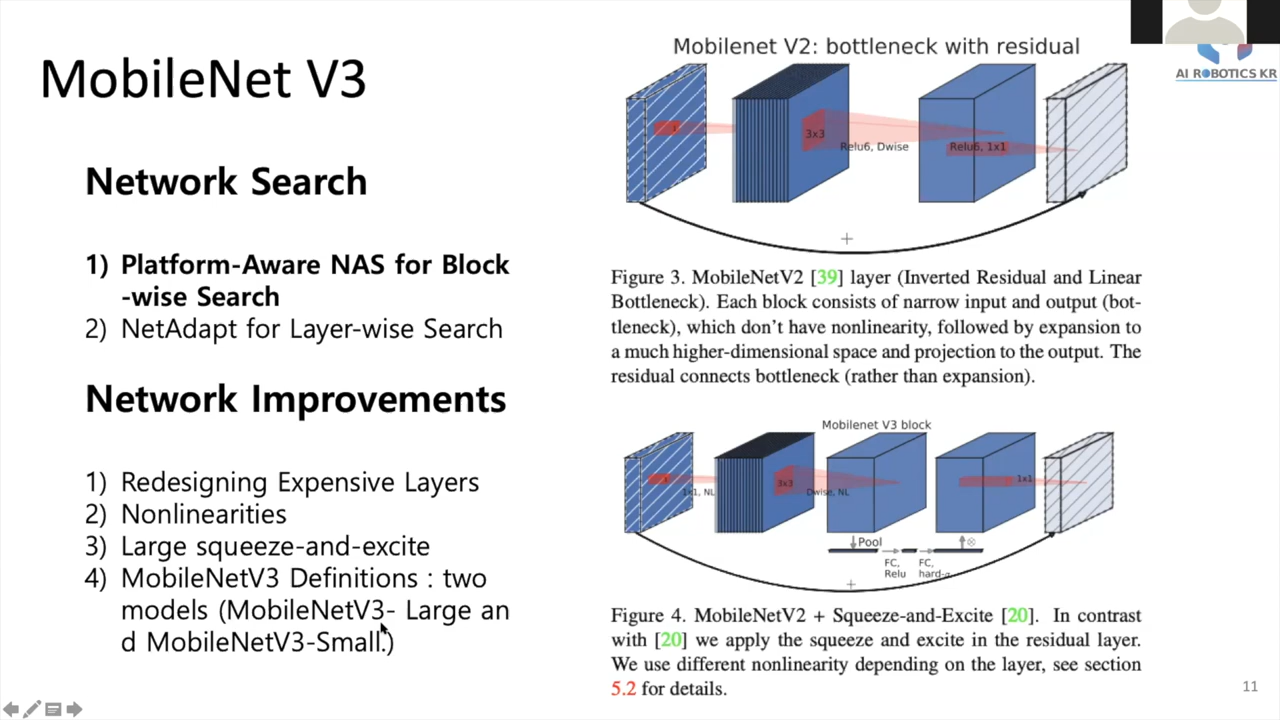 MobileNet V3
Network Search
1) Platform-Aware NAS for Block
-wise Search
2) NetAdapt for Layer-wise Search
Network Improvements
1) Redesigning Expensive Layers
2) Nonlinearities
3) Large squeeze-and-excite
4) MobileNetV3 Definitions : two
models (MobileNetV3- Large an
d MobileNetV3-Small.)
Mobilenet V2: bottleneck with residual
3x3
Relu6, Dwise
Relu6, 1x1
+
Figure 3. MobileNetV2 [39] layer (Inverted Residual and Linear
Bottleneck). Each block consists of narrow input and output (bot-
tleneck), which don't have nonlinearity, followed by expansion to
a much higher-dimensional space and projection to the output. The
residual connects bottleneck (rather than expansion).
Mobilenet V3 block
1x1, NL
3x3
Dwise, NL
1x1
Pool
⊗
FC,
Relu
FC,
hard-σ
+
Figure 4. MobileNetV2 + Squeeze-and-Excite [20]. In contrast
with [20] we apply the squeeze and excite in the residual layer.
We use different nonlinearity depending on the layer, see section
5.2 for details.
AI ROBOTICS KR
11